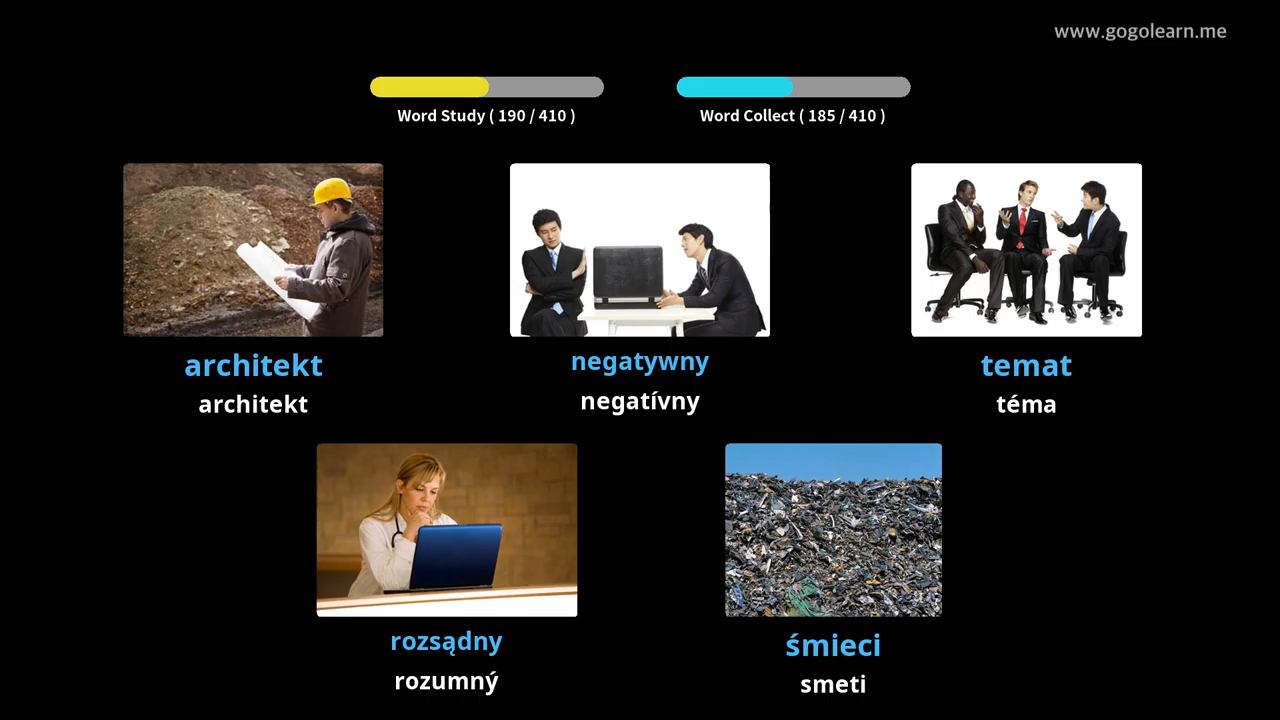 www.gogolearn.me
Word Study ( 190 / 410 )
Word Collect ( 185 / 410 )
architekt
architekt
negatywny
negatívny
temat
téma
rozsądny
rozumný
śmieci
smeti